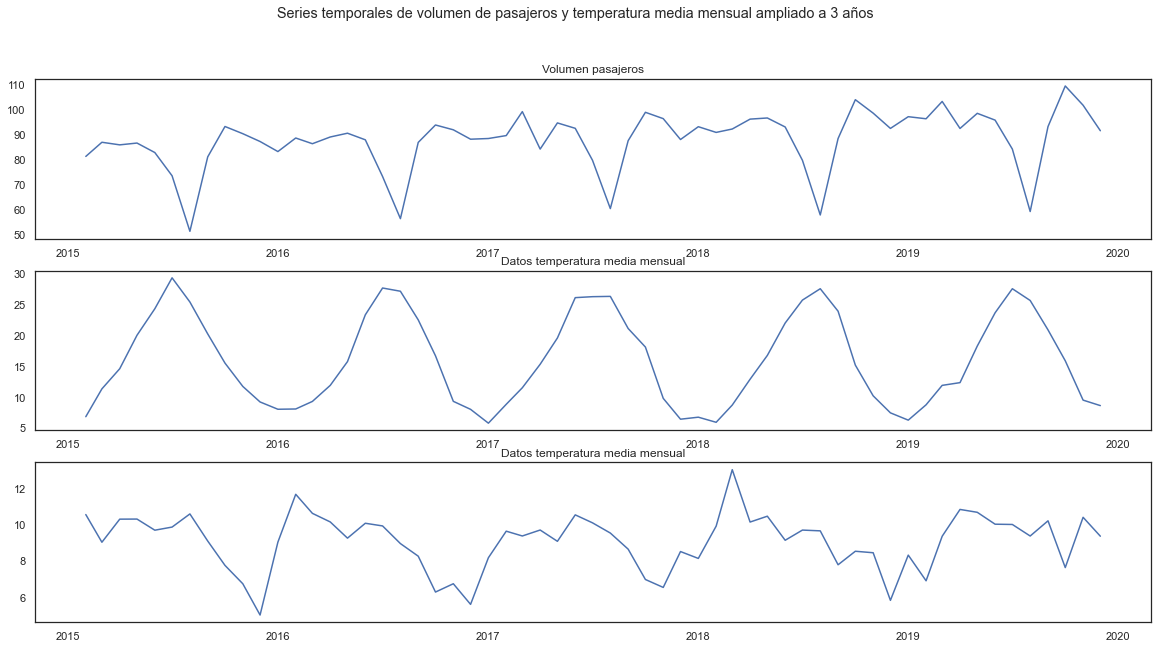 Series temporales de volumen de pasajeros y temperatura media mensual ampliado a 3 años
Volumen pasajeros
110
100
90
80
70
60
50
2015 2016 2017 2018 2019 2020
Datos temperatura media mensual
30
25
20
15
10
5
2015 2016 2017 2018 2019 2020
Datos temperatura media mensual
12
10
8
6
2015 2016 2017 2018 2019 2020